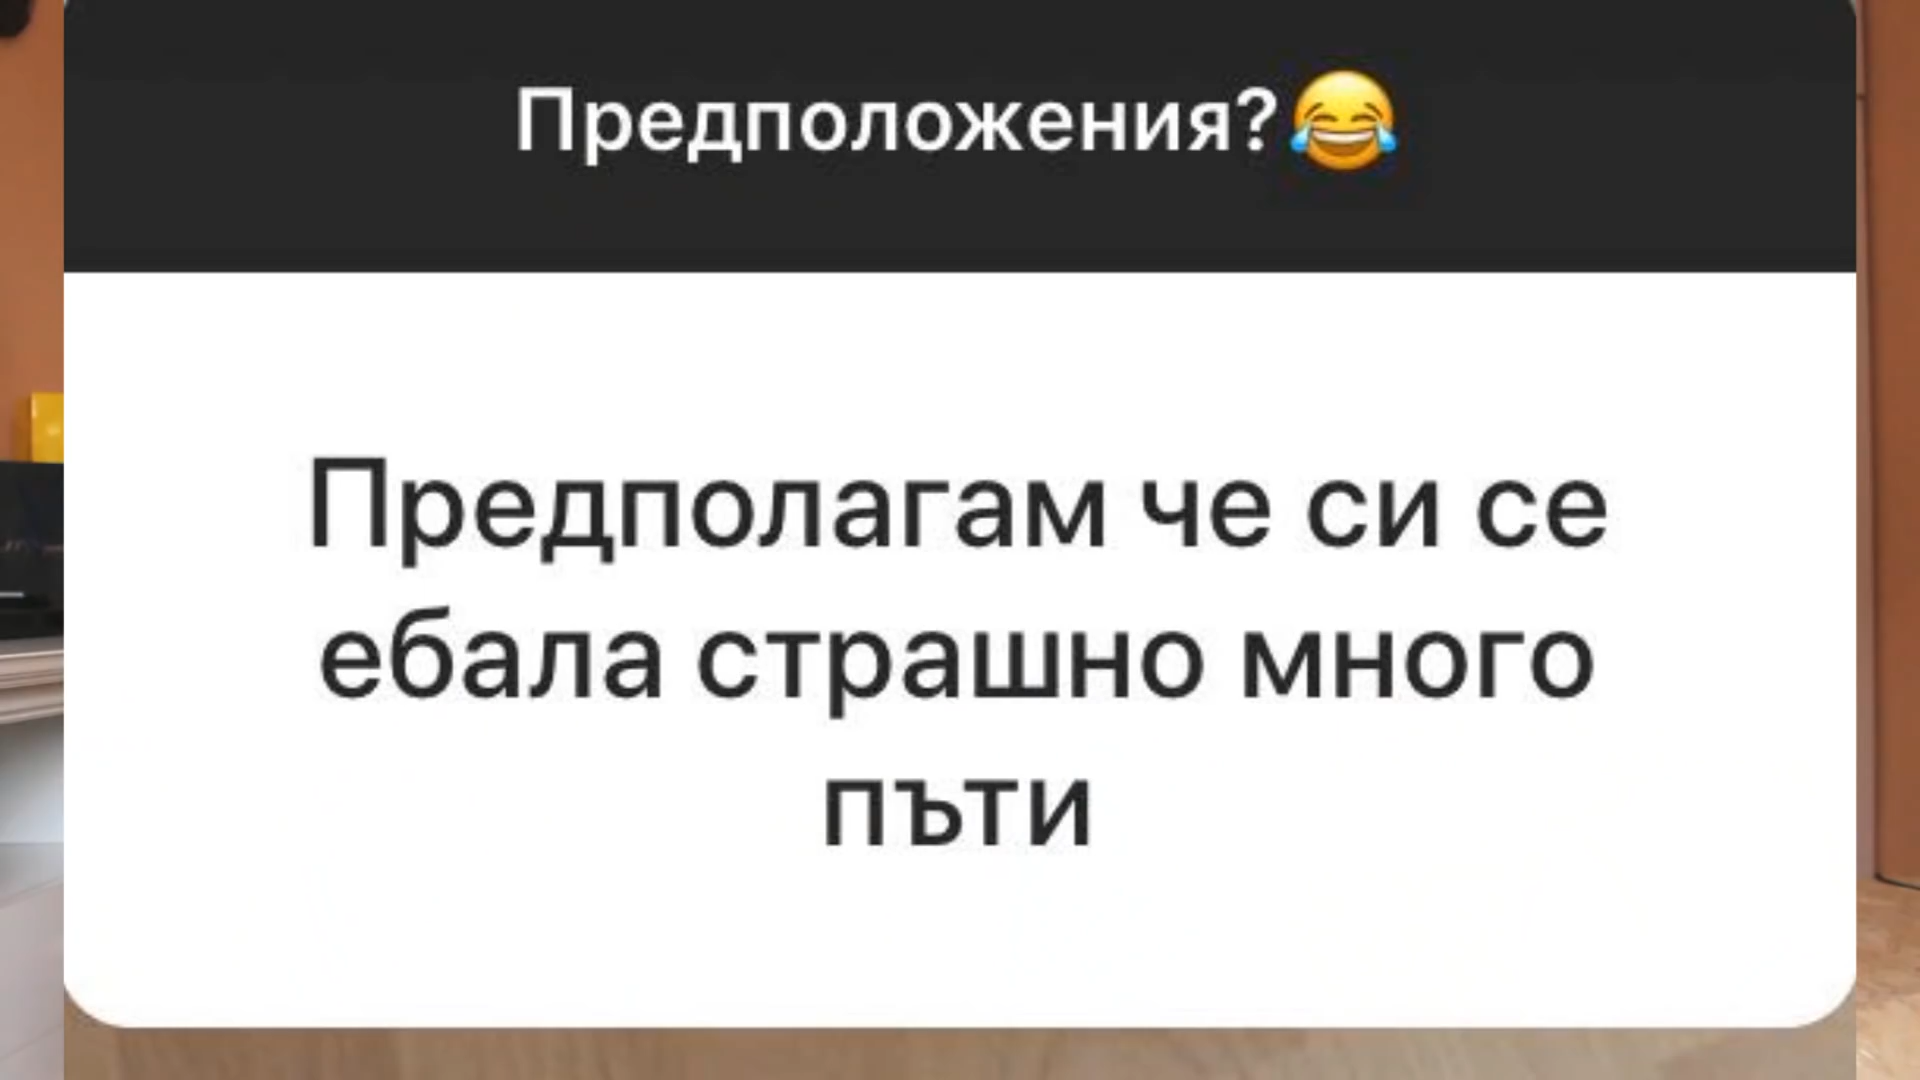 Предположения?😂
Предполагам че си се
ебала страшно много
пъти